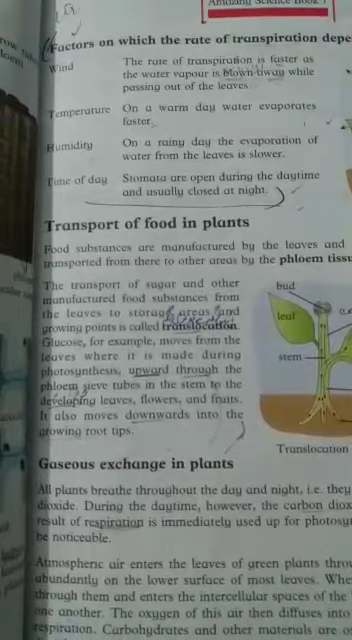 Amazing Science Book 7
Factors on which the rate of transpiration depe
Wind The rate of transpiration is faster as
the water vapour is blown away while
passing out of the leaves.
Temperature On a warm day water evaporates
faster.
Humidity On a rainy day the evaporation of
water from the leaves is slower.
Time of day Stomata are open during the daytime
and usually closed at night.
Transport of food in plants
Food substances are manufactured by the leaves and
transported from there to other areas by the phloem tissu
The transport of sugar and other
manufactured food substances from
the leaves to storage areas and
growing points is called translocation.
Glucose, for example, moves from the
leaves where it is made during
photosynthesis, upward through the
phloem sieve tubes in the stem to the
developing leaves, flowers, and fruits.
It also moves downwards into the
growing root tips.
bud
leaf
stem
Translocation
Gaseous exchange in plants
All plants breathe throughout the day and night, i.e. they
dioxide. During the daytime, however, the carbon diox
result of respiration is immediately used up for photosyn
be noticeable.
Atmospheric air enters the leaves of green plants throu
abundantly on the lower surface of most leaves. Whe
through them and enters the intercellular spaces of the
one another. The oxygen of this air then diffuses into
respiration. Carbohydrates and other materials are o